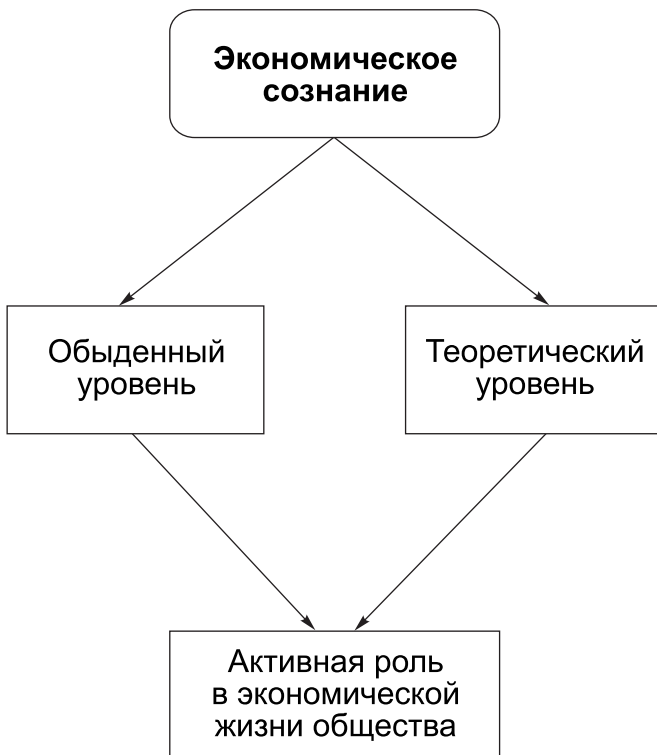 Экономическое
сознание
Обыденный
уровень
Теоретический
уровень
Активная роль
в экономической
жизни общества